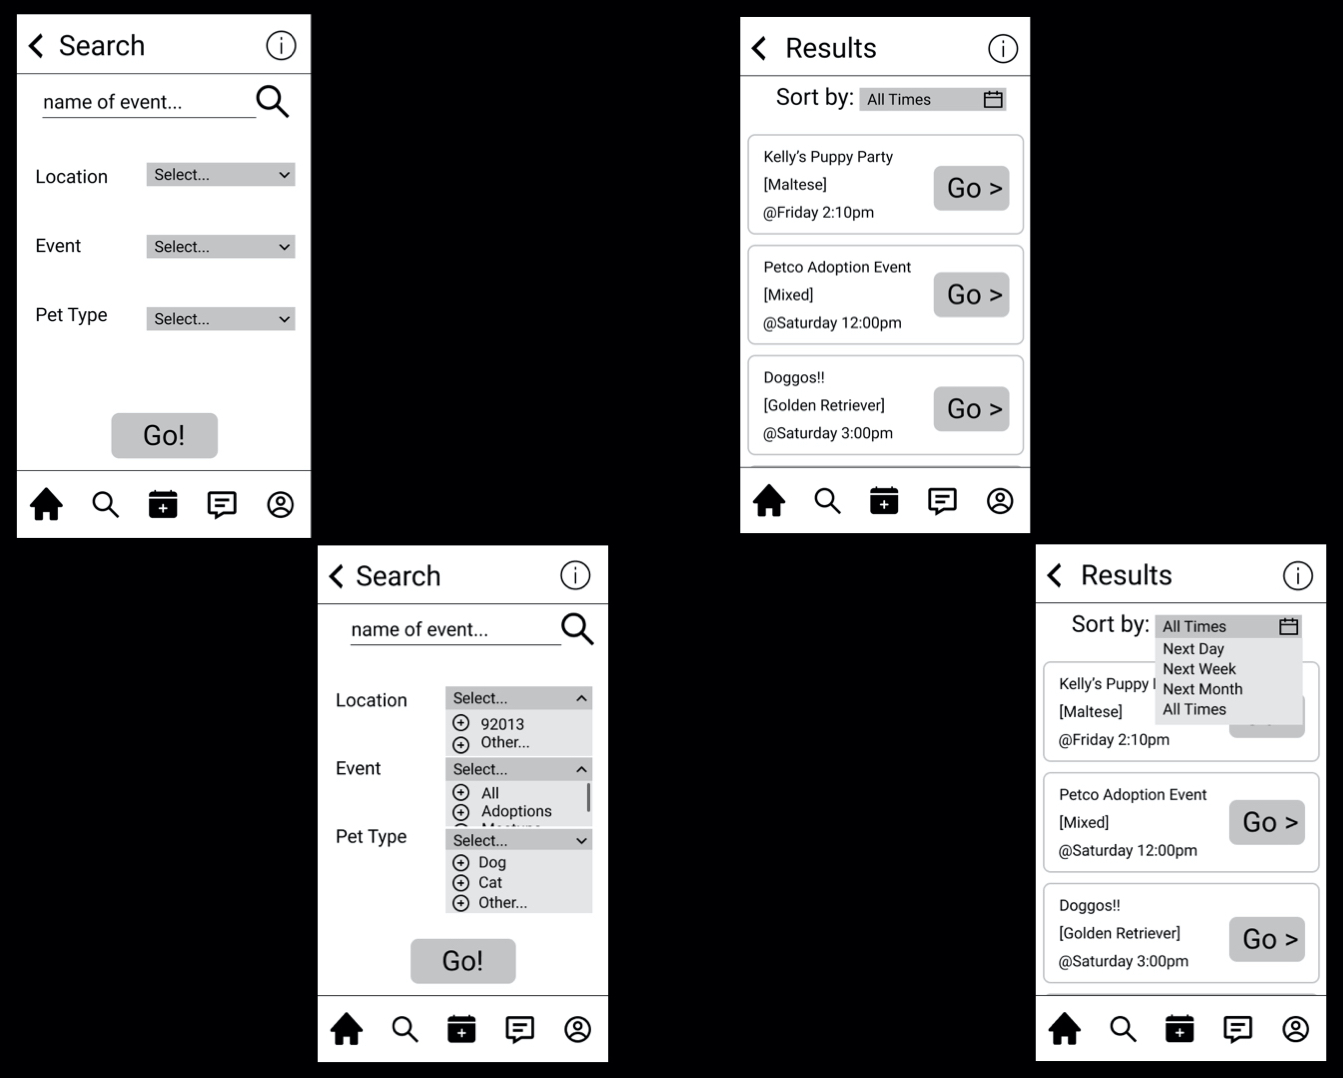 Search
name of event...
Location Select...
Event Select...
Pet Type Select...
Go!
Results
Sort by: All Times
Kelly's Puppy Party
[Maltese]
@Friday 2:10pm
Go >
Petco Adoption Event
[Mixed]
@Saturday 12:00pm
Go >
Doggos!!
[Golden Retriever]
@Saturday 3:00pm
Go >
Search
name of event...
Location Select...
92013
Other...
Event Select...
All
Adoptions
Pet Type Select...
Dog
Cat
Other...
Go!
Results
Sort by: All Times
Next Day
Next Week
Next Month
All Times
Kelly's Puppy
[Maltese]
@Friday 2:10pm
Petco Adoption Event
[Mixed]
@Saturday 12:00pm
Go >
Doggos!!
[Golden Retriever]
@Saturday 3:00pm
Go >